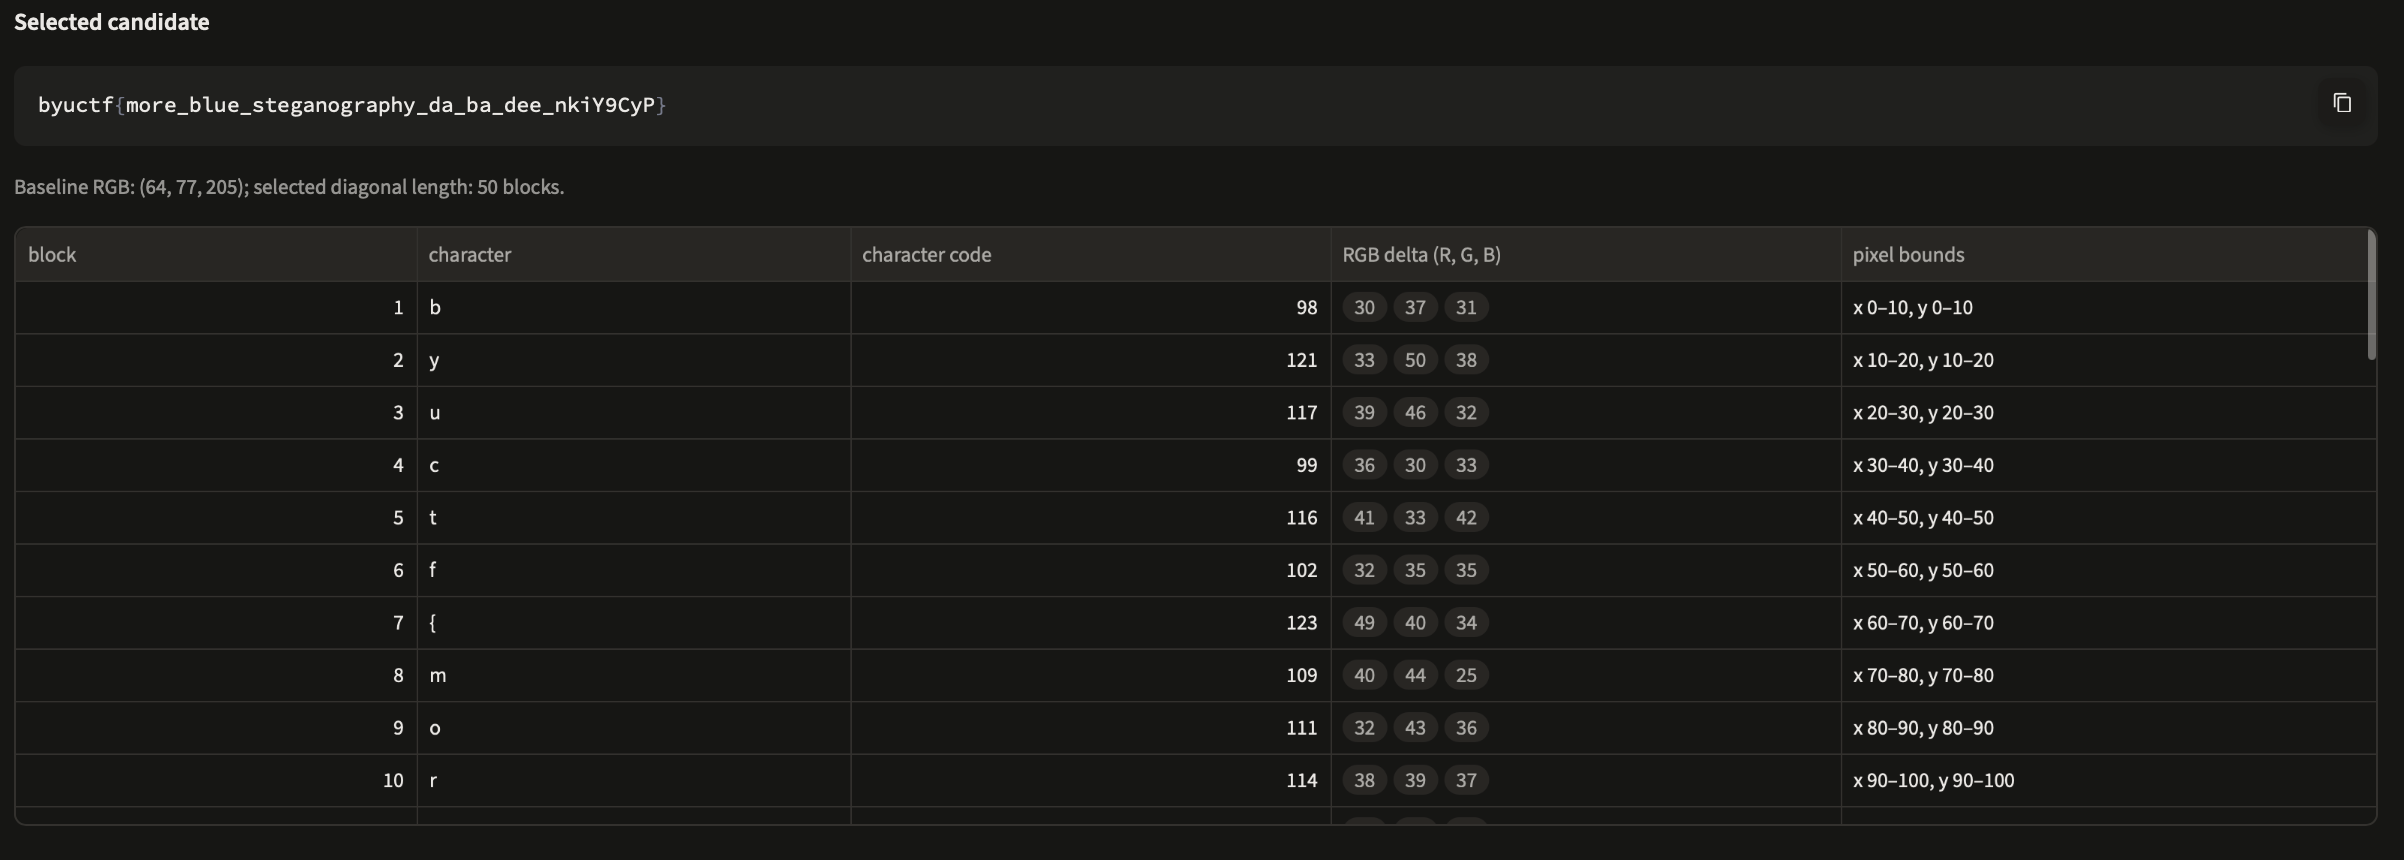 Selected candidate
byuctf{more_blue_steganography_da_ba_dee_nkiY9CyP}
Baseline RGB: (64, 77, 205); selected diagonal length: 50 blocks.
block character character code RGB delta (R, G, B) pixel bounds
1 b 98 30 37 31 x 0–10, y 0–10
2 y 121 33 50 38 x 10–20, y 10–20
3 u 117 39 46 32 x 20–30, y 20–30
4 c 99 36 30 33 x 30–40, y 30–40
5 t 116 41 33 42 x 40–50, y 40–50
6 f 102 32 35 35 x 50–60, y 50–60
7 { 123 49 40 34 x 60–70, y 60–70
8 m 109 40 44 25 x 70–80, y 70–80
9 o 111 32 43 36 x 80–90, y 80–90
10 r 114 38 39 37 x 90–100, y 90–100